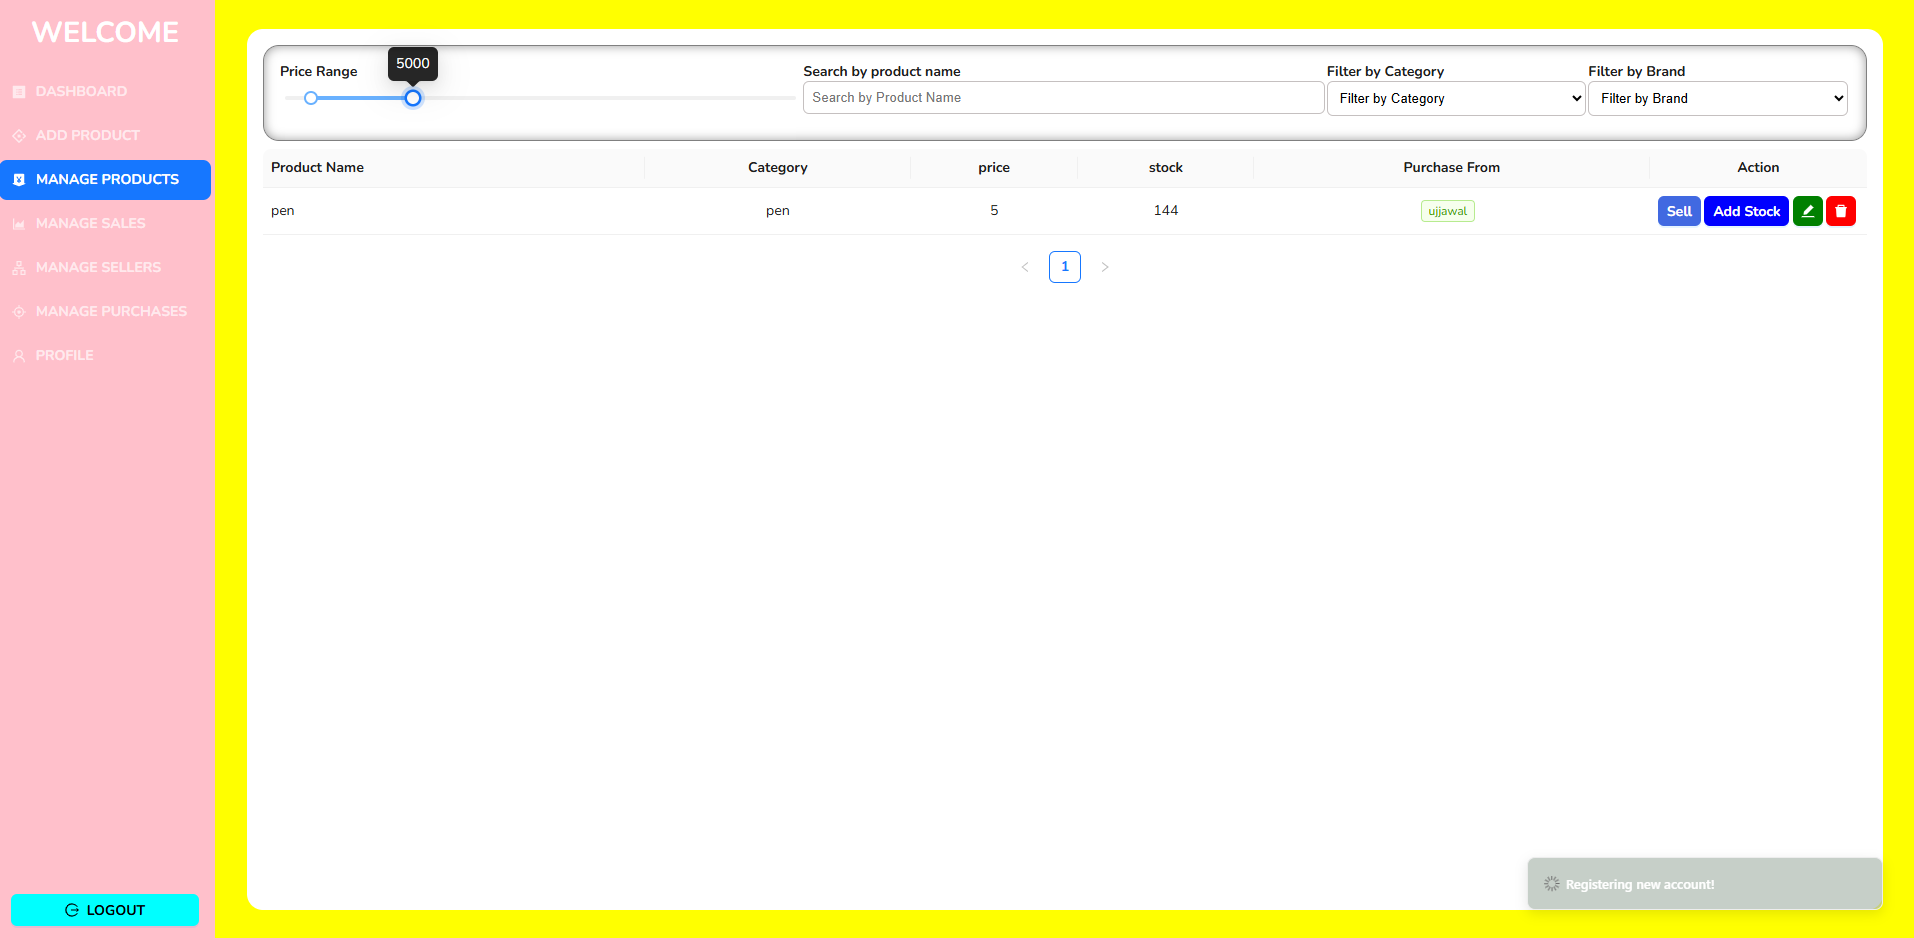 WELCOME
DASHBOARD
ADD PRODUCT
MANAGE PRODUCTS
MANAGE SALES
MANAGE SELLERS
MANAGE PURCHASES
PROFILE
LOGOUT
Price Range
5000
Search by product name
Search by Product Name
Filter by Category
Filter by Category
Filter by Brand
Filter by Brand
Product Name Category price stock Purchase From Action
pen pen 5 144 ujjawal Sell Add Stock
1
Registering new account!